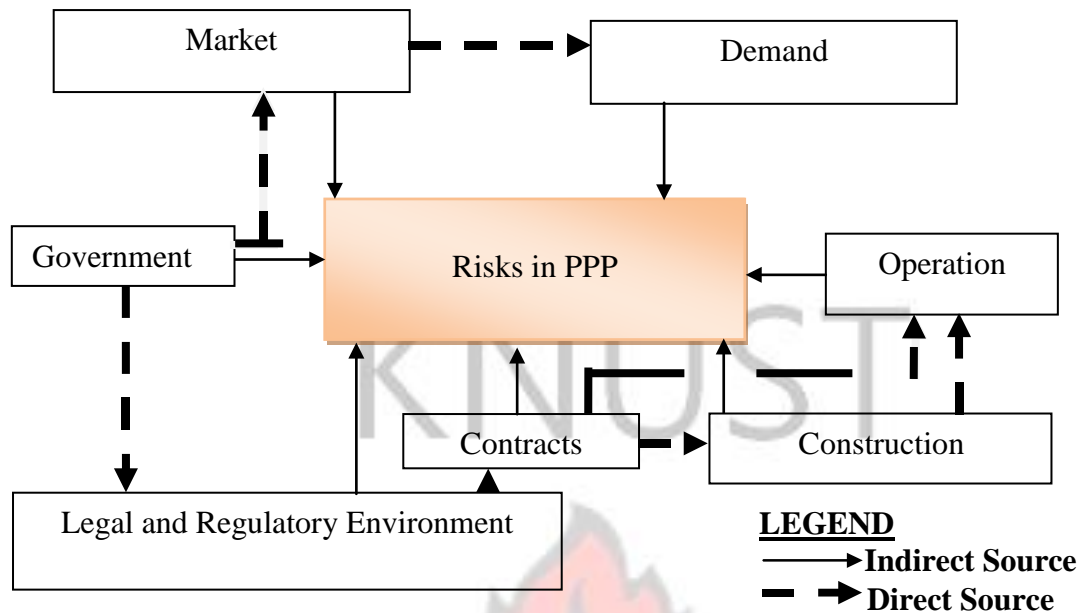 Market
Demand
Government
Risks in PPP
Operation
KNUST
Contracts
Construction
Legal and Regulatory Environment
LEGEND
Indirect Source
Direct Source